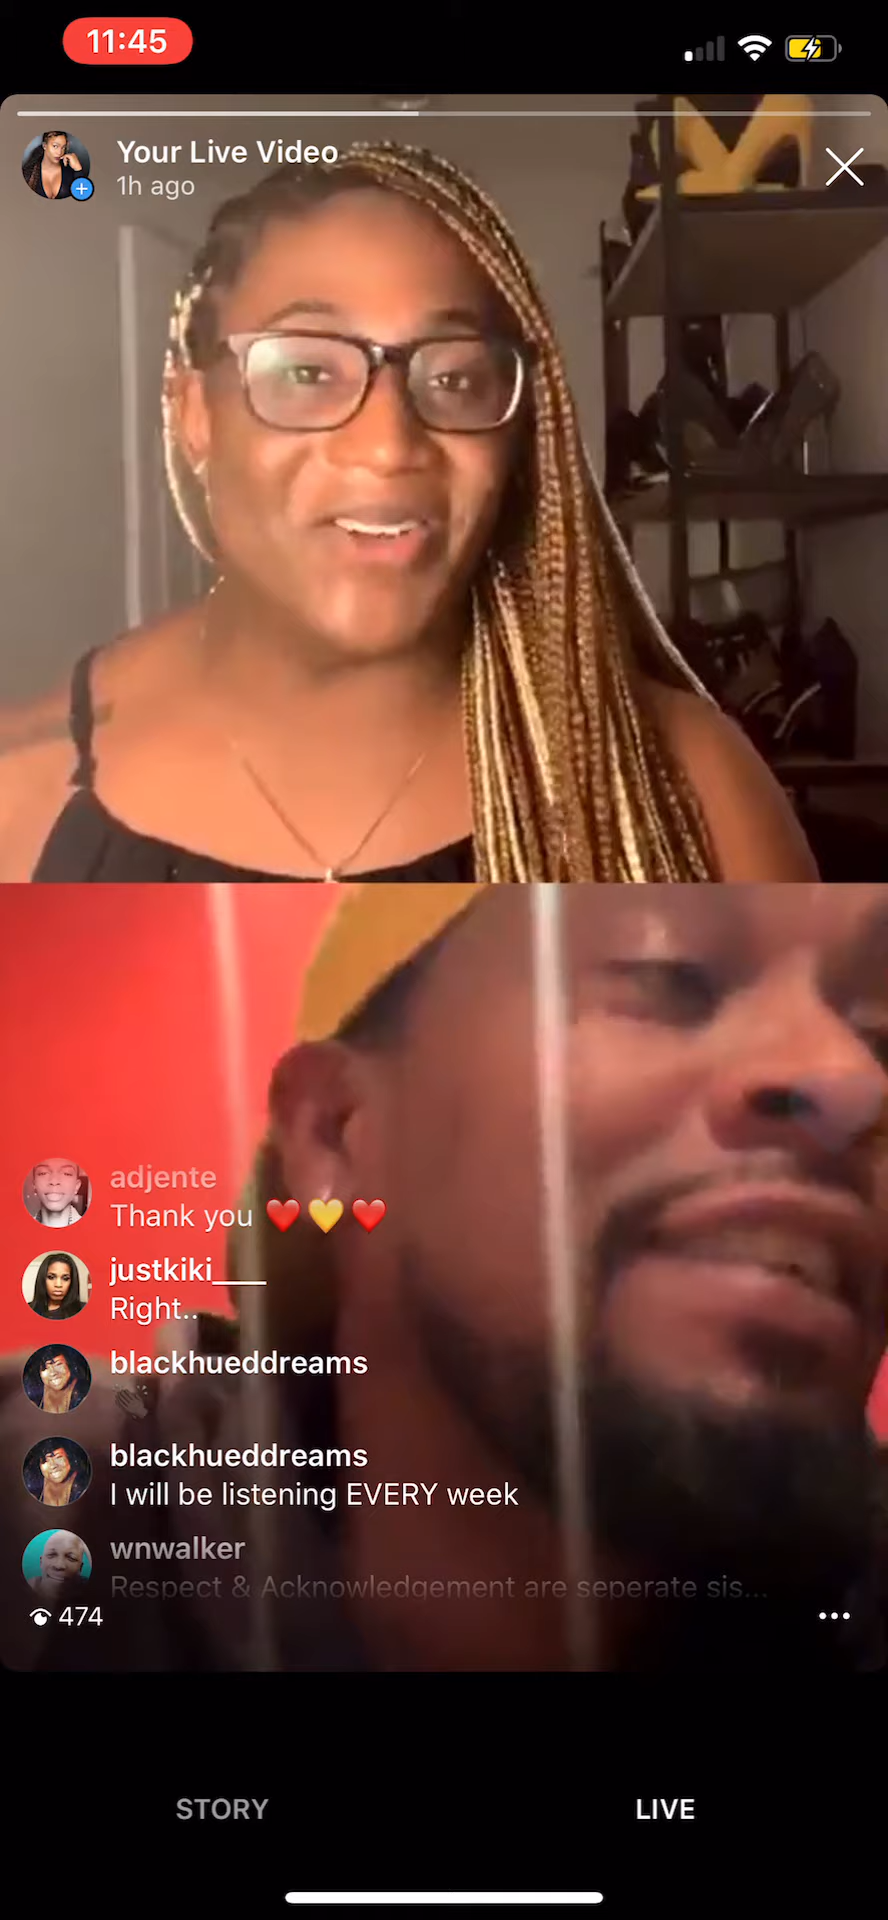 11:45
Your Live Video
1h ago
adjente
Thank you ❤️💛❤️
justkiki____
Right..
blackhueddreams
👏🏿
blackhueddreams
I will be listening EVERY week
wnwalker
Respect & Acknowledgement are seperate sis...
474
STORY
LIVE